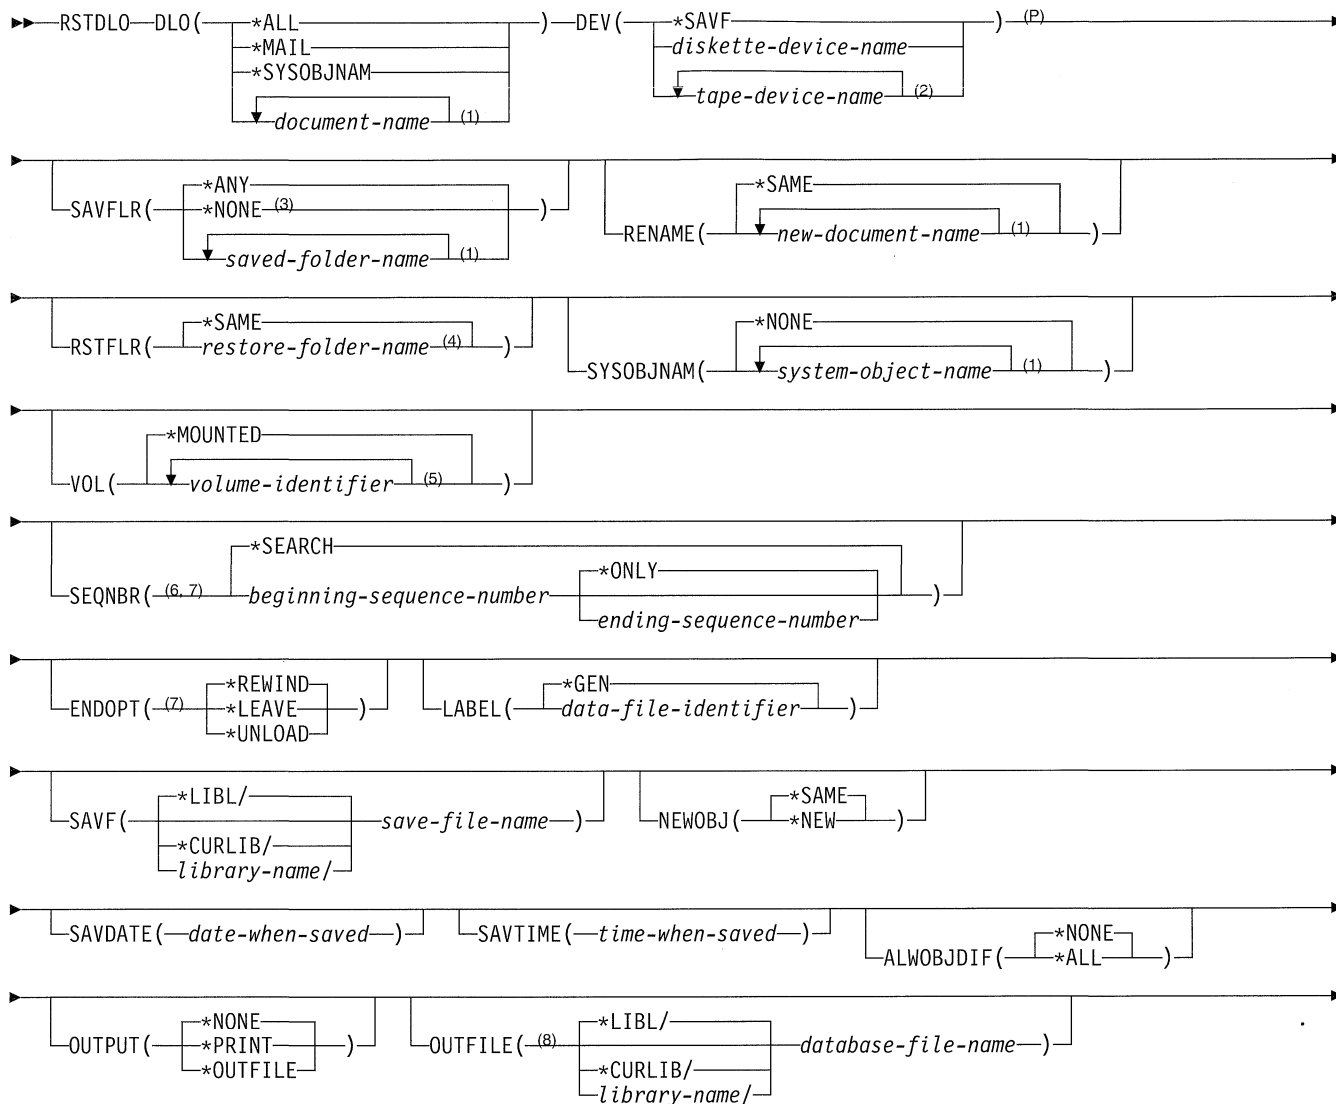 RSTDLO DLO( *ALL ) DEV( *SAVF ) (P)
*MAIL diskette-device-name
*SYSOBJNAM tape-device-name (2)
document-name (1)
SAVFLR( *ANY ) RENAME( *SAME )
*NONE (3) new-document-name (1)
saved-folder-name (1)
RSTFLR( *SAME ) SYSOBJNAM( *NONE )
restore-folder-name (4) system-object-name (1)
VOL( *MOUNTED )
volume-identifier (5)
SEQNBR( (6, 7) *SEARCH )
beginning-sequence-number *ONLY
ending-sequence-number
ENDOPT( (7) *REWIND ) LABEL( *GEN )
*LEAVE data-file-identifier
*UNLOAD
SAVF( *LIBL/ save-file-name ) NEWOBJ( *SAME )
*CURLIB/ *NEW
library-name/
SAVDATE( date-when-saved ) SAVTIME( time-when-saved ) ALWOBJDIF( *NONE )
*ALL
OUTPUT( *NONE ) OUTFILE( (8) *LIBL/ database-file-name )
*PRINT *CURLIB/
*OUTFILE library-name/